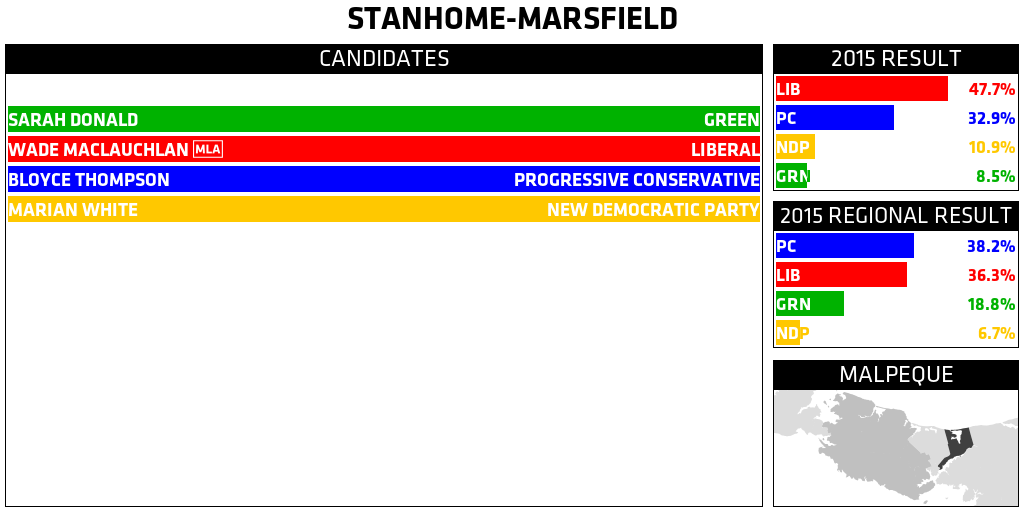 STANHOME-MARSFIELD
CANDIDATES
SARAH DONALD GREEN
WADE MACLAUCHLAN MLA LIBERAL
BLOYCE THOMPSON PROGRESSIVE CONSERVATIVE
MARIAN WHITE NEW DEMOCRATIC PARTY
2015 RESULT
LIB 47.7%
PC 32.9%
NDP 10.9%
GRN 8.5%
2015 REGIONAL RESULT
PC 38.2%
LIB 36.3%
GRN 18.8%
NDP 6.7%
MALPEQUE